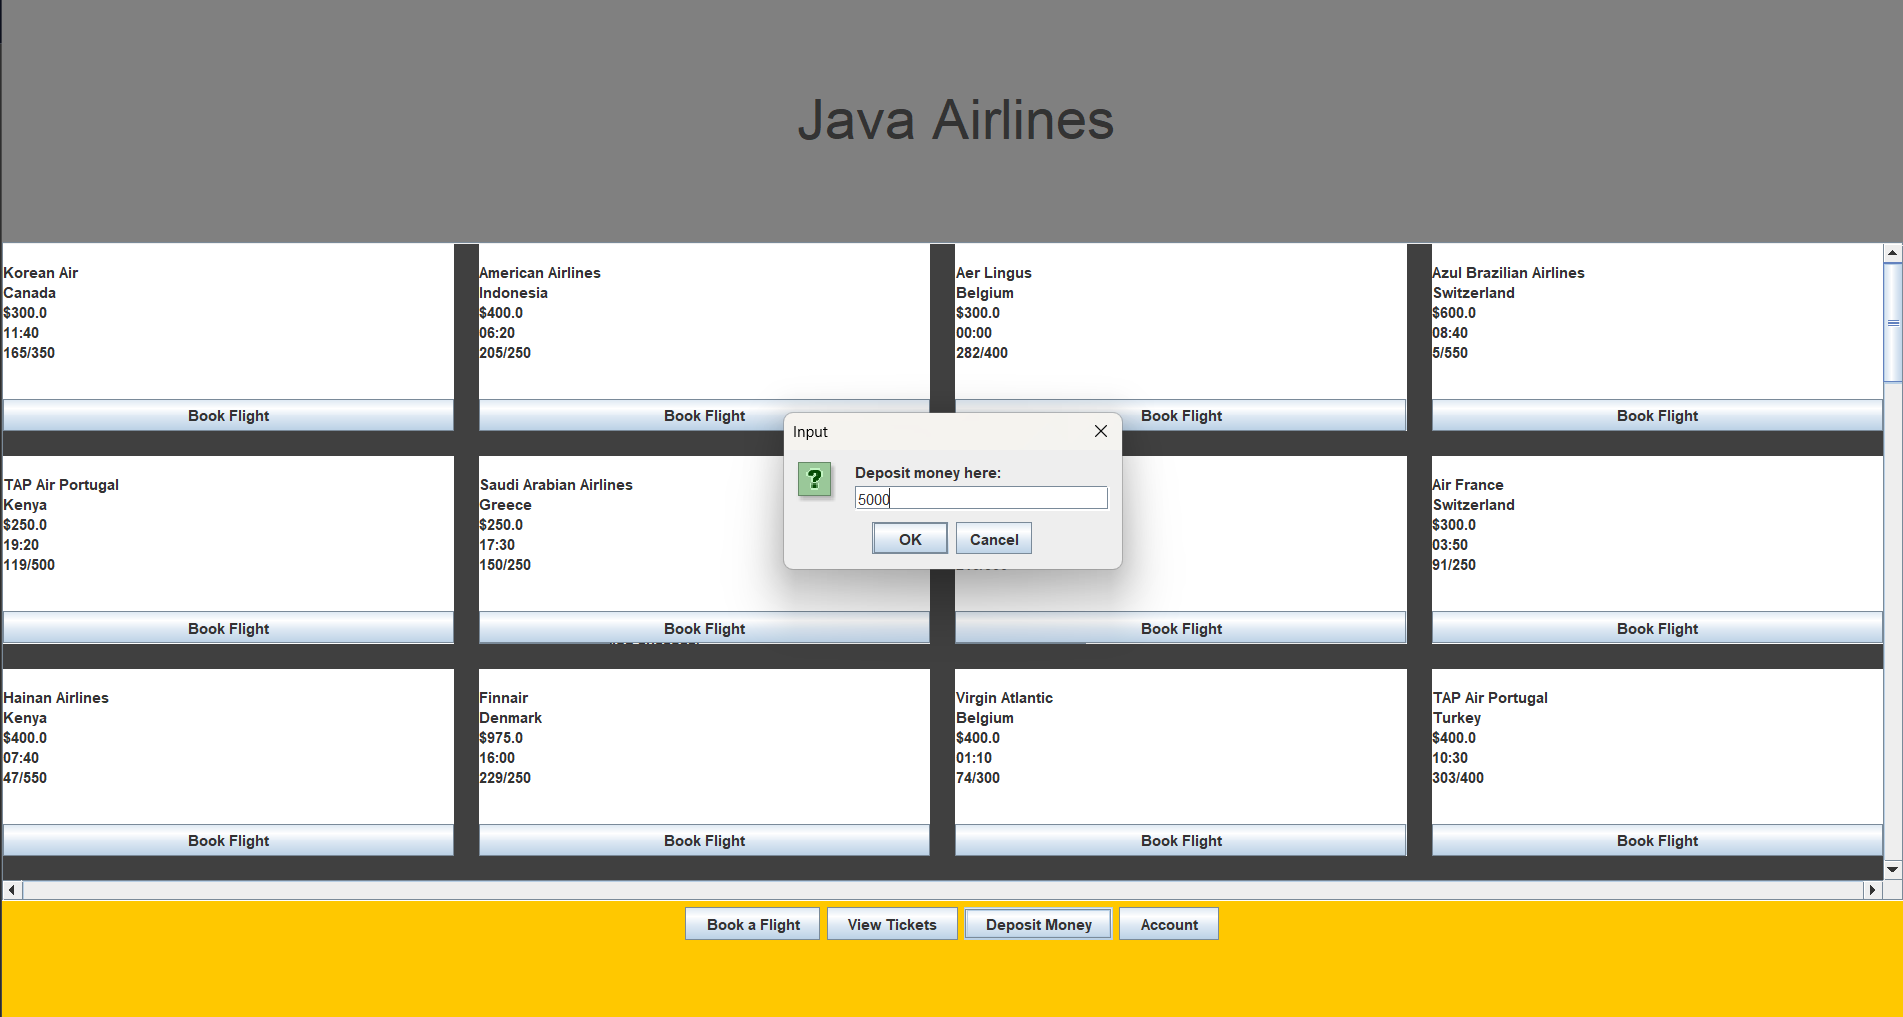 Java Airlines
Korean Air
Canada
$300.0
11:40
165/350
Book Flight
American Airlines
Indonesia
$400.0
06:20
205/250
Book Flight
Aer Lingus
Belgium
$300.0
00:00
282/400
Book Flight
Azul Brazilian Airlines
Switzerland
$600.0
08:40
5/550
Book Flight
Input
?
Deposit money here:
5000
OK
Cancel
TAP Air Portugal
Kenya
$250.0
19:20
119/500
Book Flight
Saudi Arabian Airlines
Greece
$250.0
17:30
150/250
Book Flight
Book Flight
Air France
Switzerland
$300.0
03:50
91/250
Book Flight
Hainan Airlines
Kenya
$400.0
07:40
47/550
Book Flight
Finnair
Denmark
$975.0
16:00
229/250
Book Flight
Virgin Atlantic
Belgium
$400.0
01:10
74/300
Book Flight
TAP Air Portugal
Turkey
$400.0
10:30
303/400
Book Flight
Book a Flight
View Tickets
Deposit Money
Account